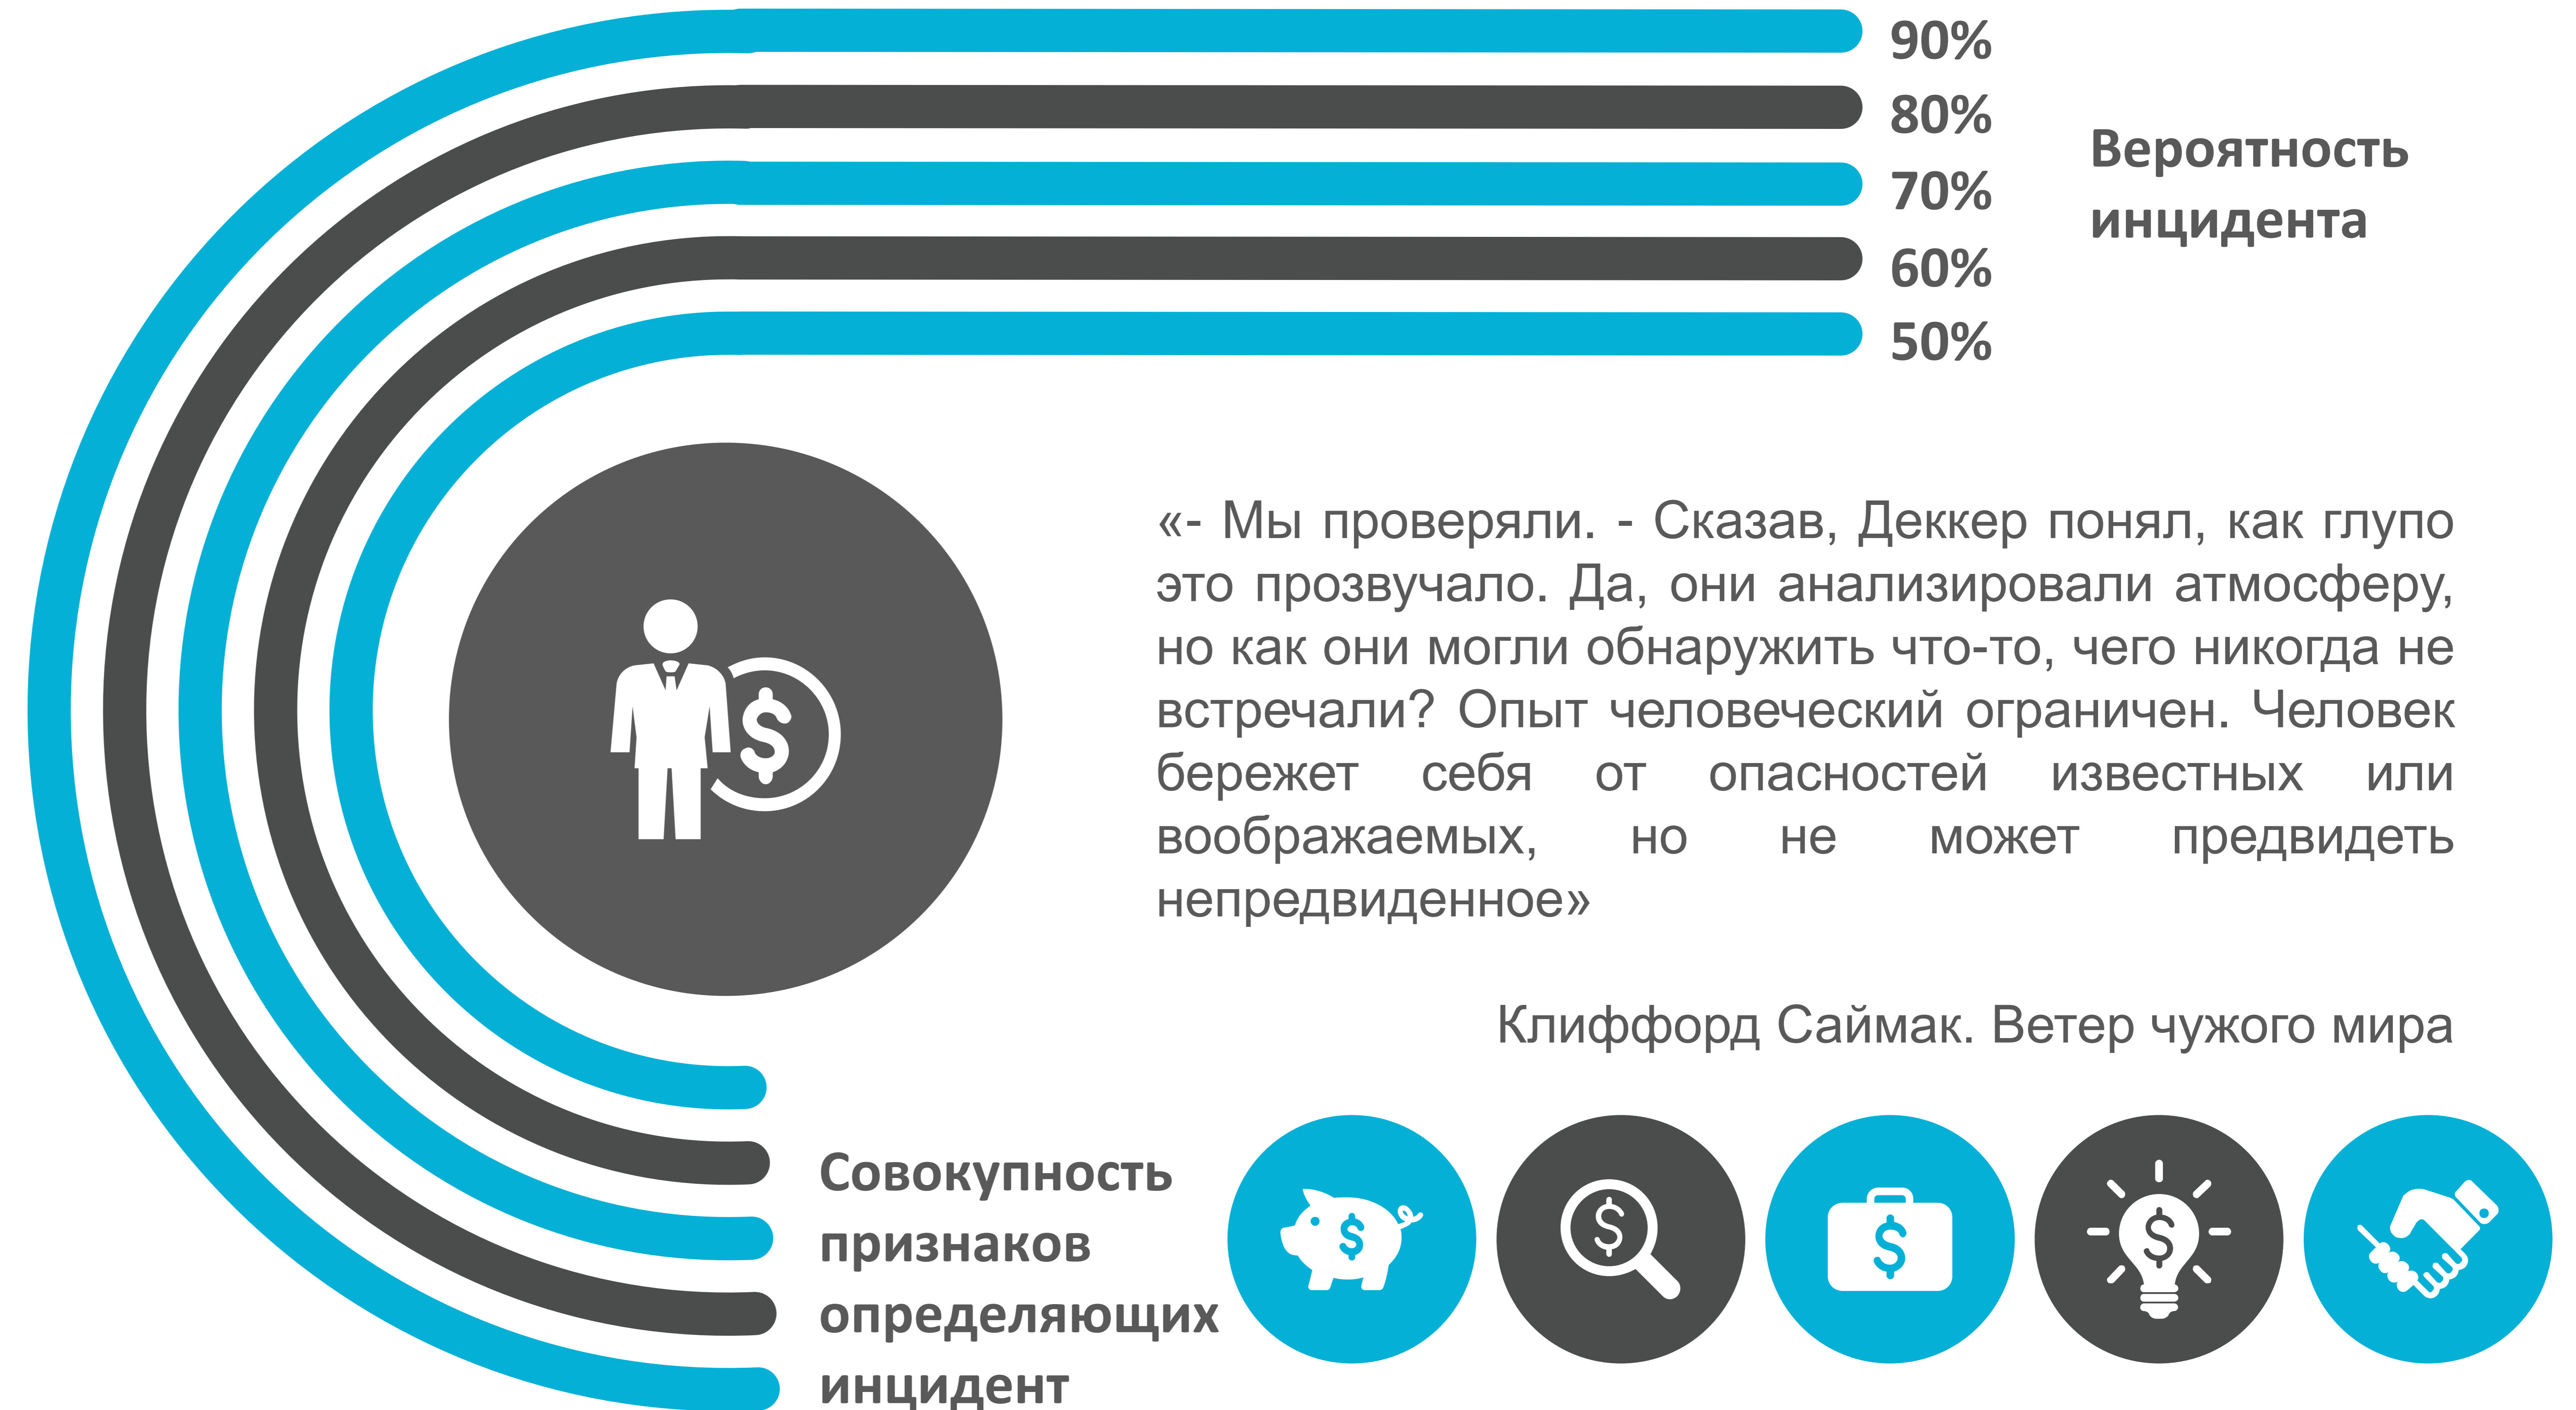 90%
80%
70%
60%
50%
Вероятность
инцидента
«- Мы проверяли. - Сказав, Деккер понял, как глупо
это прозвучало. Да, они анализировали атмосферу,
но как они могли обнаружить что-то, чего никогда не
встречали? Опыт человеческий ограничен. Человек
бережет себя от опасностей известных или
воображаемых, но не может предвидеть
непредвиденное»
Клиффорд Саймак. Ветер чужого мира
Совокупность
признаков
определяющих
инцидент
$
$
$
$
$